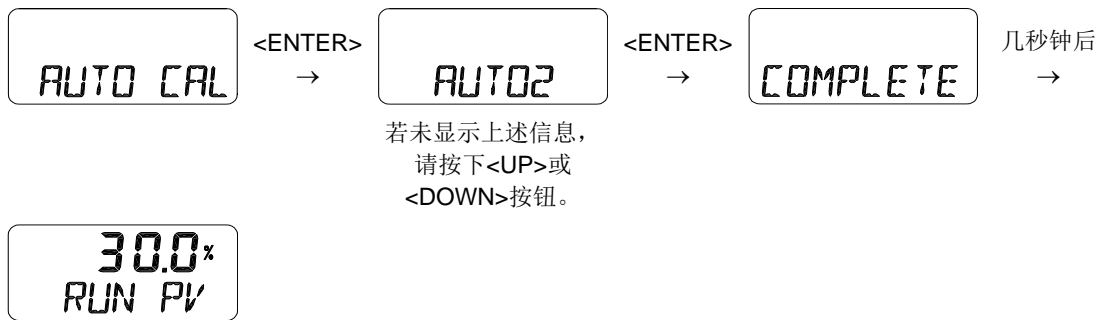 <ENTER> <ENTER> 几秒钟后
AUTO CAL → AUTO2 → COMPLETE →
若未显示上述信息，
请按下<UP>或
<DOWN>按钮。
30.0%
RUN PV